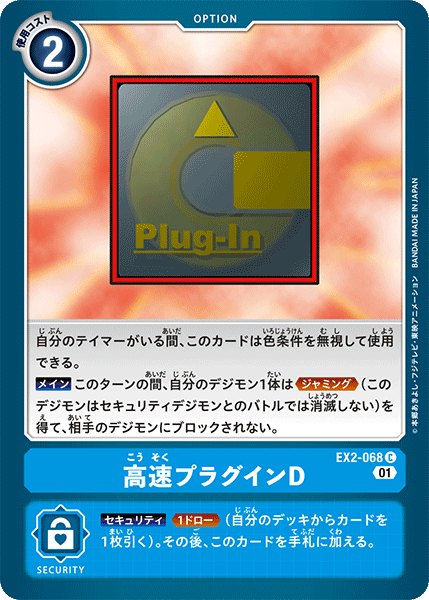 OPTION
使用コスト
2
Plug-In
BANDAI MADE IN JAPAN
©本郷あきよし・フジテレビ・東映アニメーション
自分のテイマーがいる間、このカードは色条件を無視して使用
できる。
メイン このターンの間、自分のデジモン1体は ジャミング (この
デジモンはセキュリティデジモンとのバトルでは消滅しない)を
得て、相手のデジモンにブロックされない。
EX2-068 C
01
こうそく
高速プラグインD
セキュリティ 1ドロー (自分のデッキからカードを
1枚引く)。その後、このカードを手札に加える。
SECURITY